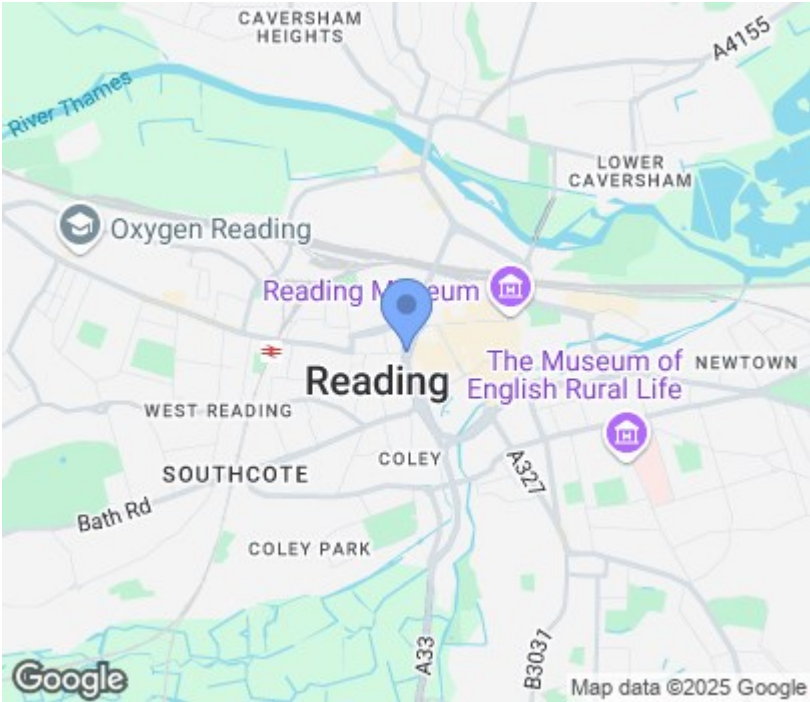 CAVERSHAM
HEIGHTS
A4155
River Thames
LOWER
CAVERSHAM
Oxygen Reading
Reading Museum
The Museum of
English Rural Life
NEWTOWN
Reading
WEST READING
COLEY
SOUTHCOTE
A327
Bath Rd
COLEY PARK
A33
B3031
Google
Map data ©2025 Google